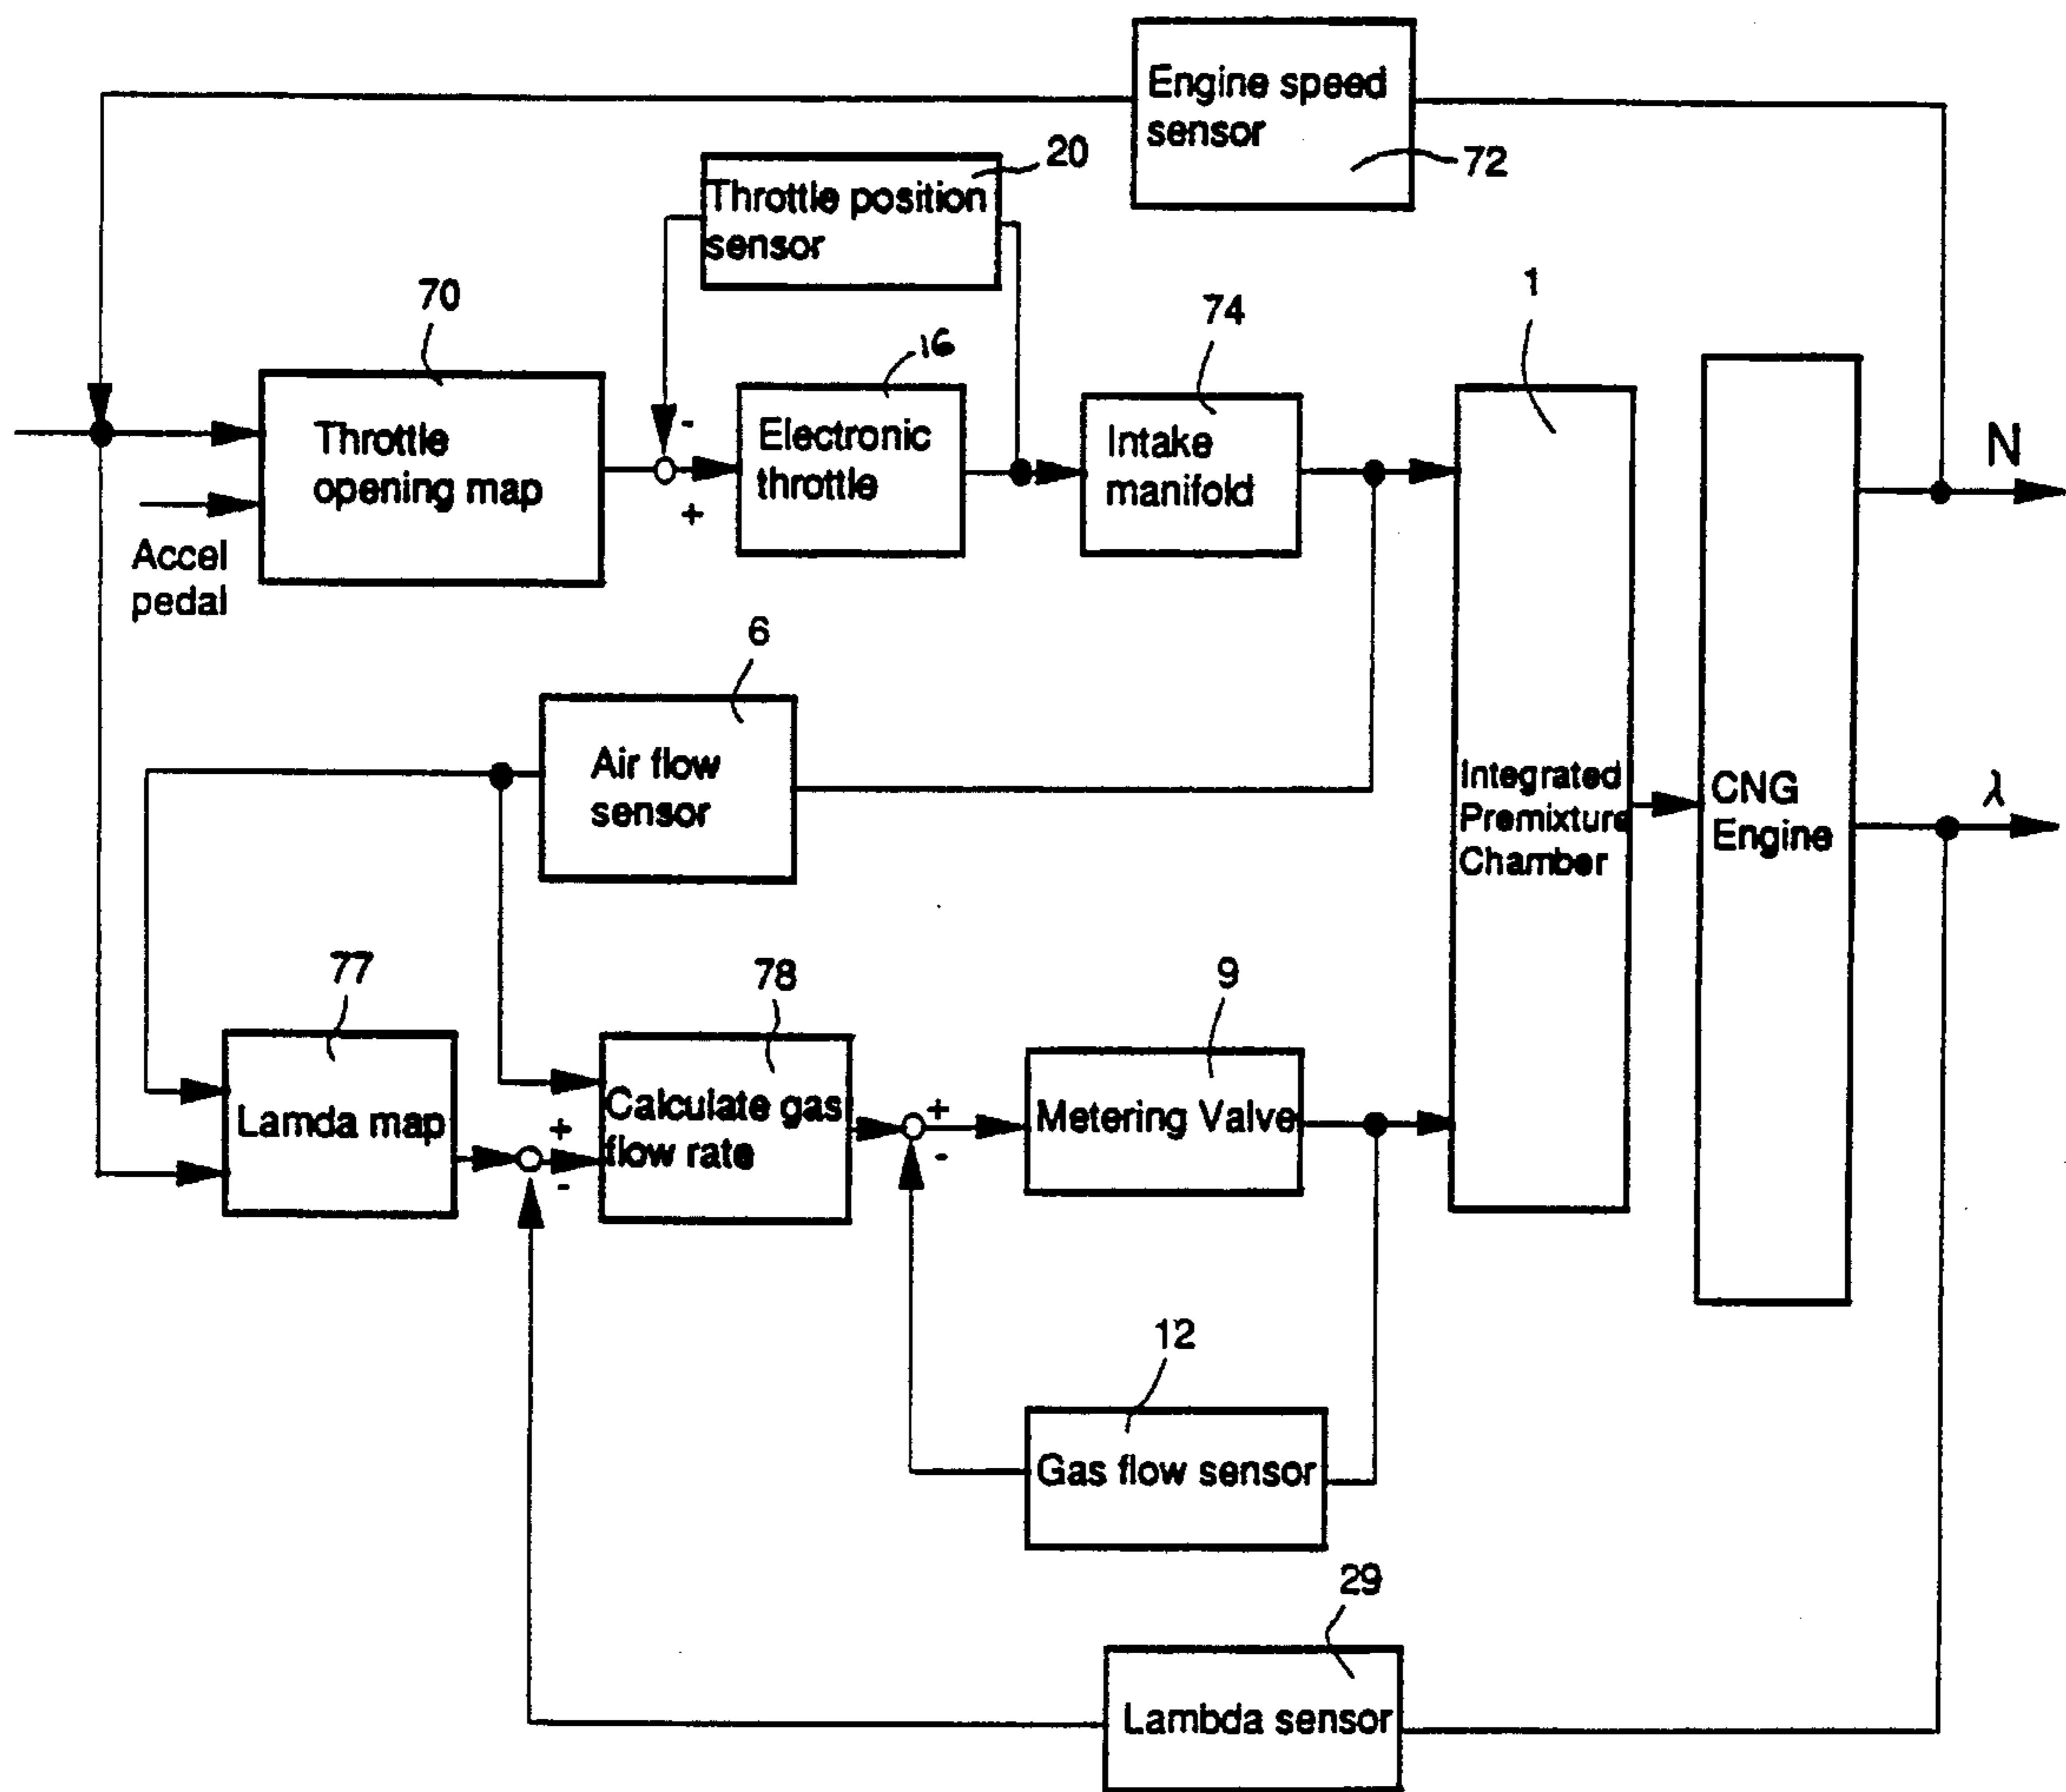 Engine speed
sensor
72
20
Throttle position
sensor
70
16
74
1
Throttle
opening map
-
+
Electronic
throttle
Intake
manifold
N
Accel
pedal
6
Air flow
sensor
Integrated
Premixture
Chamber
CNG
Engine
λ
77
78
9
Lamda map
+
-
Calculate gas
flow rate
+
-
Metering Valve
12
Gas flow sensor
29
Lambda sensor